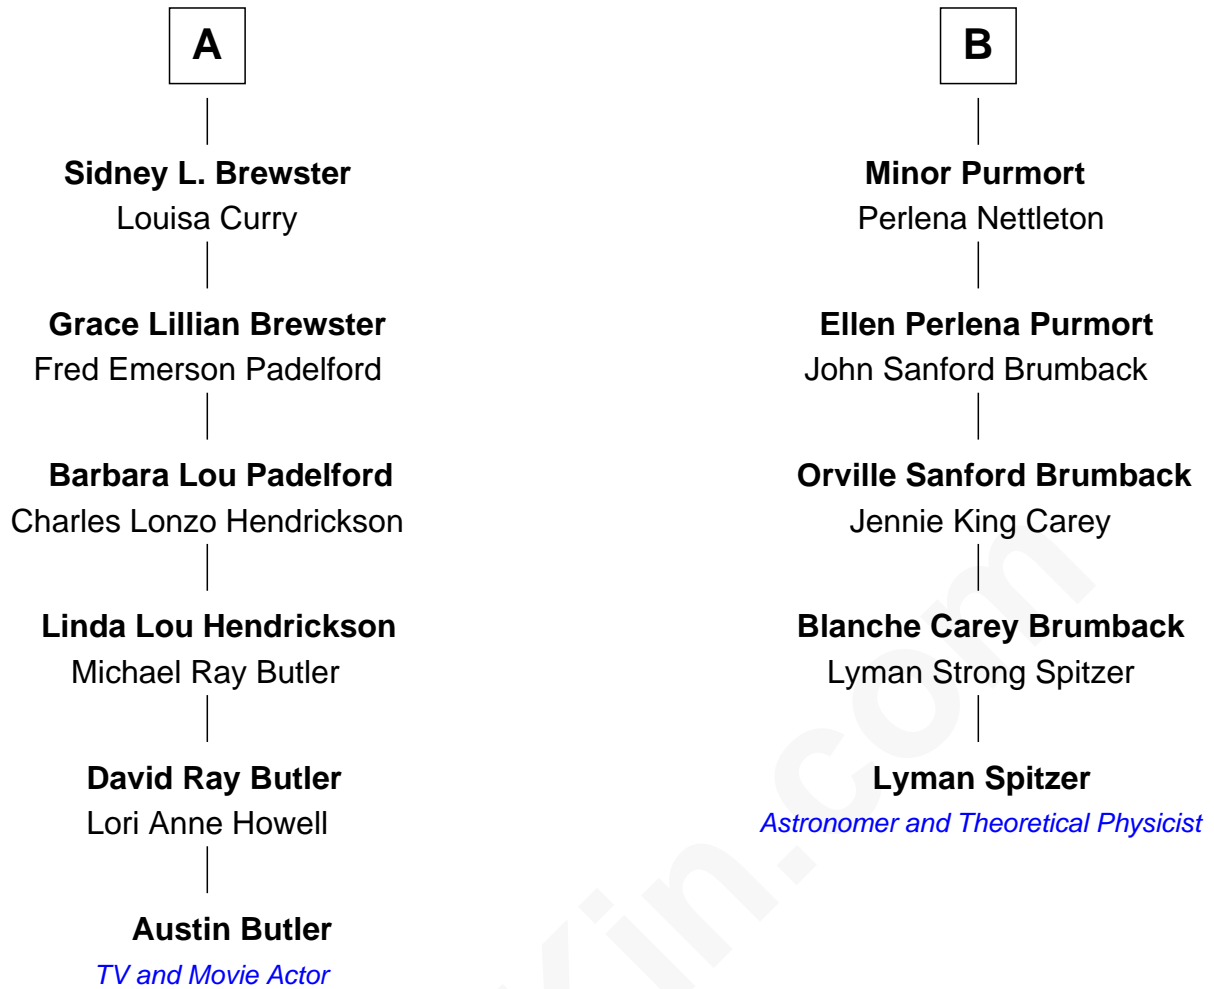 A
Sidney L. Brewster
Louisa Curry
Grace Lillian Brewster
Fred Emerson Padelford
Barbara Lou Padelford
Charles Lonzo Hendrickson
Linda Lou Hendrickson
Michael Ray Butler
David Ray Butler
Lori Anne Howell
Austin Butler
TV and Movie Actor
B
Minor Purmort
Perlena Nettleton
Ellen Perlena Purmort
John Sanford Brumback
Orville Sanford Brumback
Jennie King Carey
Blanche Carey Brumback
Lyman Strong Spitzer
Lyman Spitzer
Astronomer and Theoretical Physicist
Kin.com